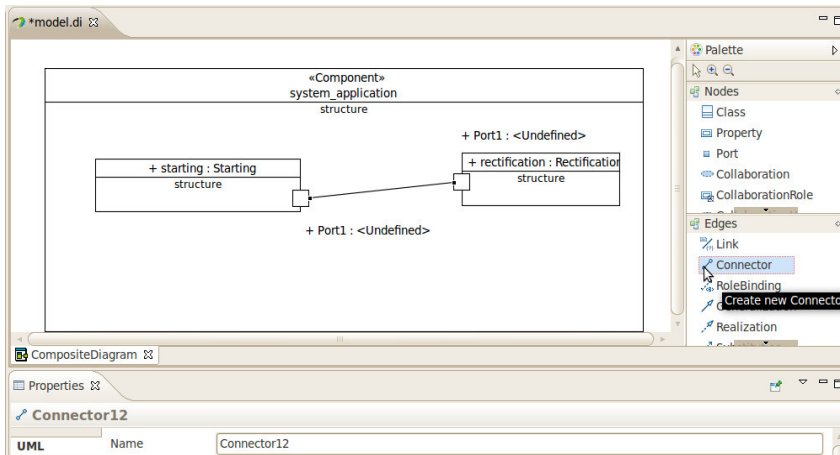 *model.di
Palette
«Component»
system_application
structure
Nodes
Class
+ Port1 : <Undefined>
Property
+ starting : Starting
structure
+ rectification : Rectification
structure
Port
Collaboration
CollaborationRole
+ Port1 : <Undefined>
Edges
Link
Connector
RoleBinding
Create new Connecto
Realization
CompositeDiagram
Properties
Connector12
UML
Name
Connector12